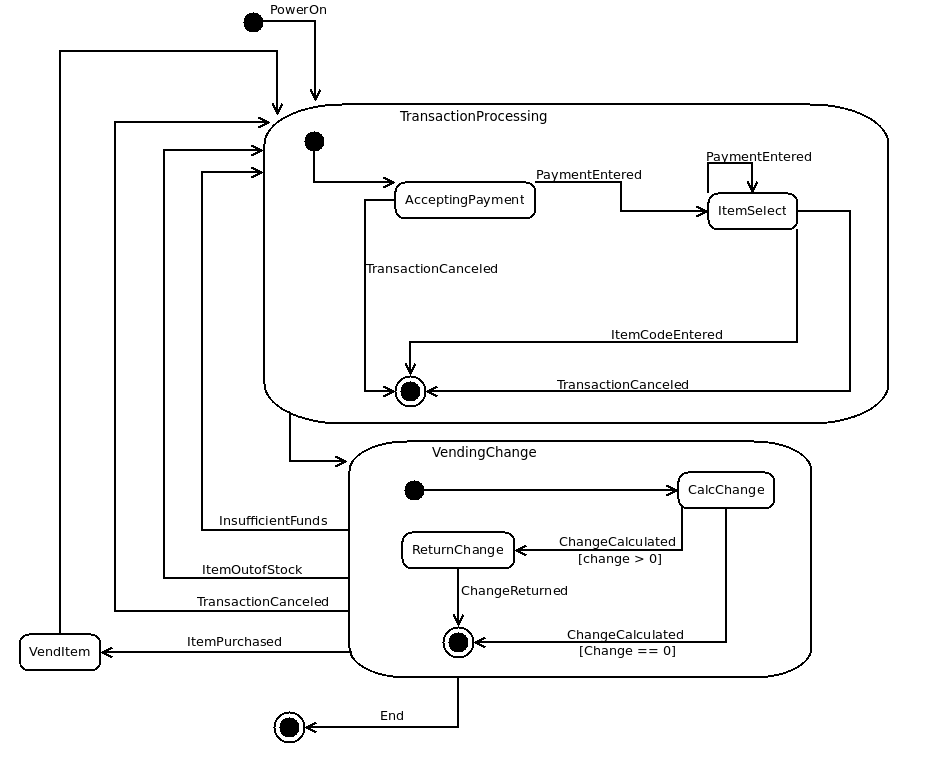 PowerOn
TransactionProcessing
PaymentEntered
PaymentEntered
AcceptingPayment
ItemSelect
TransactionCanceled
ItemCodeEntered
TransactionCanceled
VendingChange
CalcChange
InsufficientFunds
ChangeCalculated
[change > 0]
ReturnChange
ItemOutofStock
ChangeReturned
TransactionCanceled
ItemPurchased
ChangeCalculated
[Change == 0]
VendItem
End